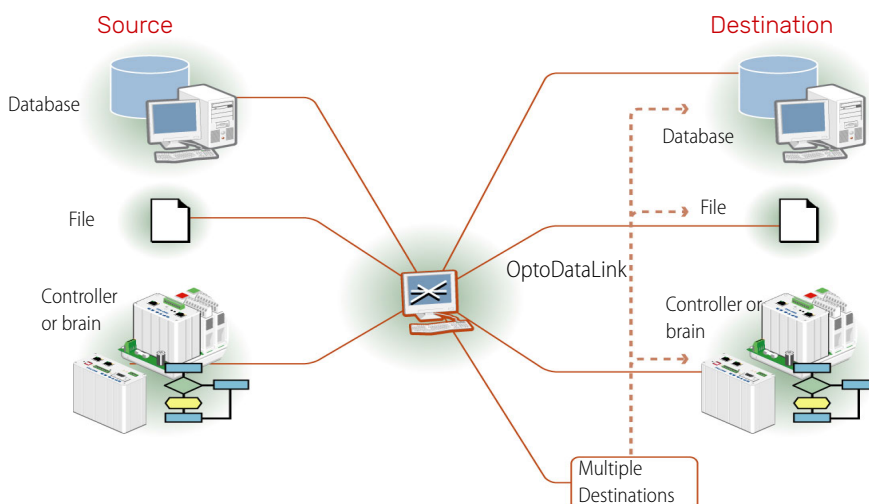 Source
Destination
Database
Database
File
File
OptoDataLink
Controller
or brain
Controller or
brain
Multiple
Destinations